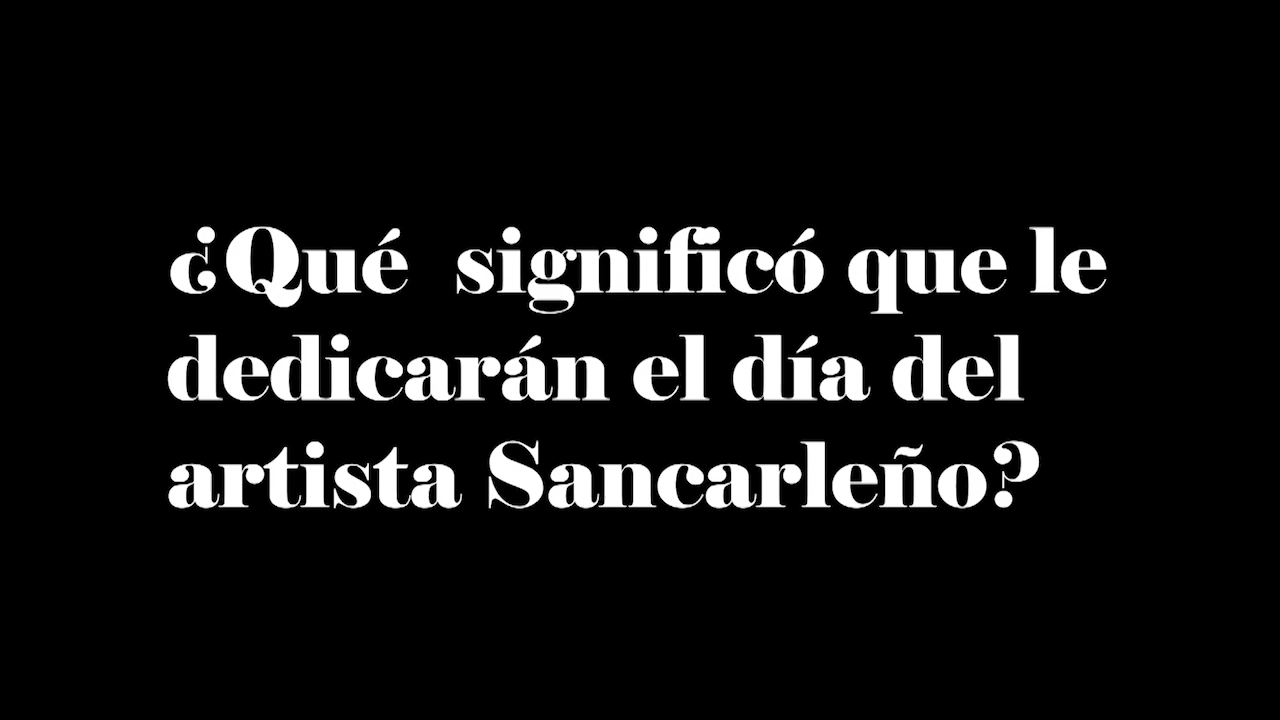 ¿Qué  significó que le
dedicarán el día del
artista Sancarleño?